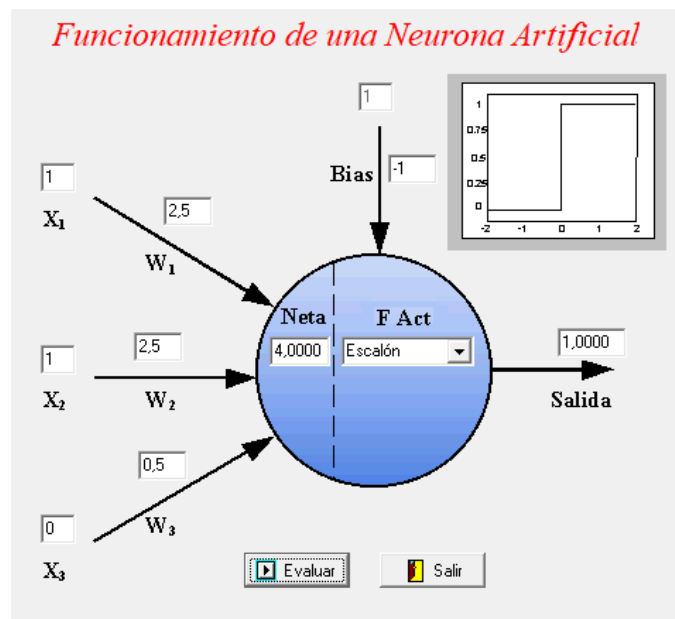 Funcionamiento de una Neurona Artificial
1
Bias
-1
1
0.75
0.5
0.25
0
-2 -1 0 1 2
1
X₁
2,5
W₁
Neta
F Act
4,0000
Escalón
1,0000
Salida
1
X₂
2,5
W₂
0,5
W₃
0
X₃
Evaluar
Salir